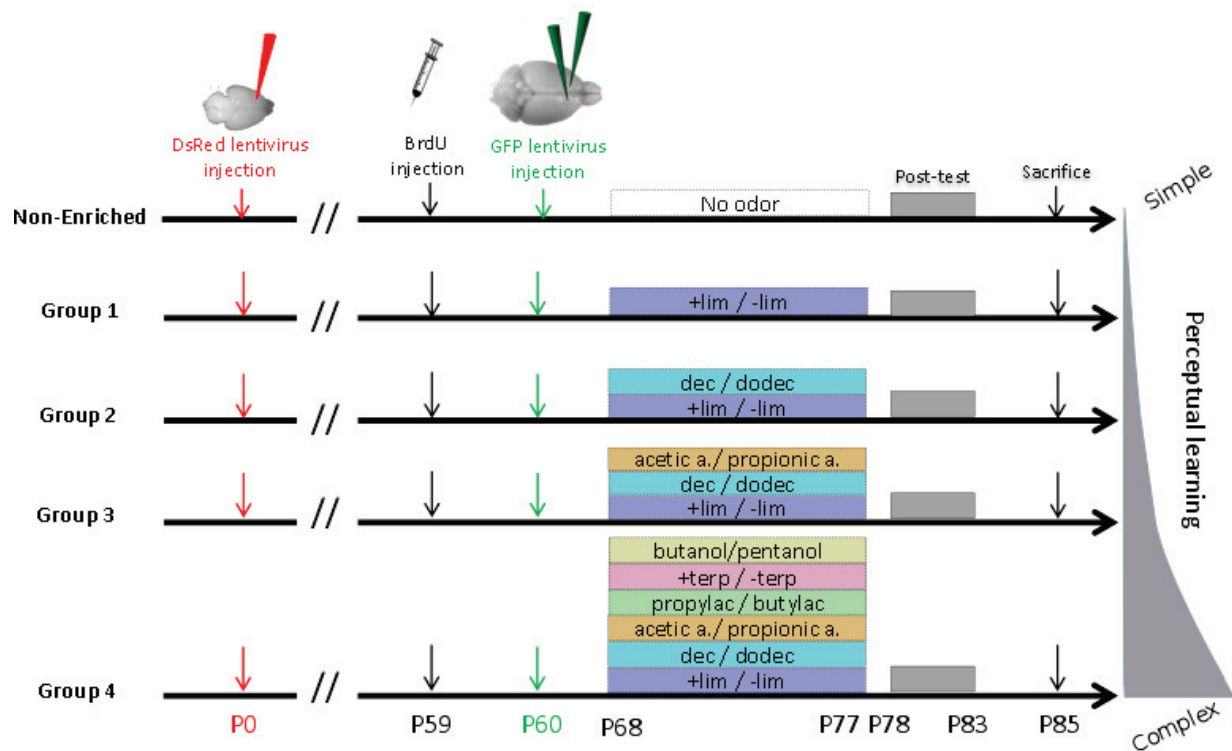 DsRed lentivirus
injection
BrdU
injection
GFP lentivirus
injection
Post-test
Sacrifice
Simple
Non-Enriched
No odor
//
Group 1
//
+lim / -lim
Perceptual learning
dec / dodec
Group 2
//
+lim / -lim
acetic a./ propionic a.
dec / dodec
Group 3
//
+lim / -lim
butanol/pentanol
+terp / -terp
propylac / butylac
acetic a./ propionic a.
dec / dodec
Group 4
//
+lim / -lim
P0
P59
P60
P68
P77
P78
P83
P85
Complex